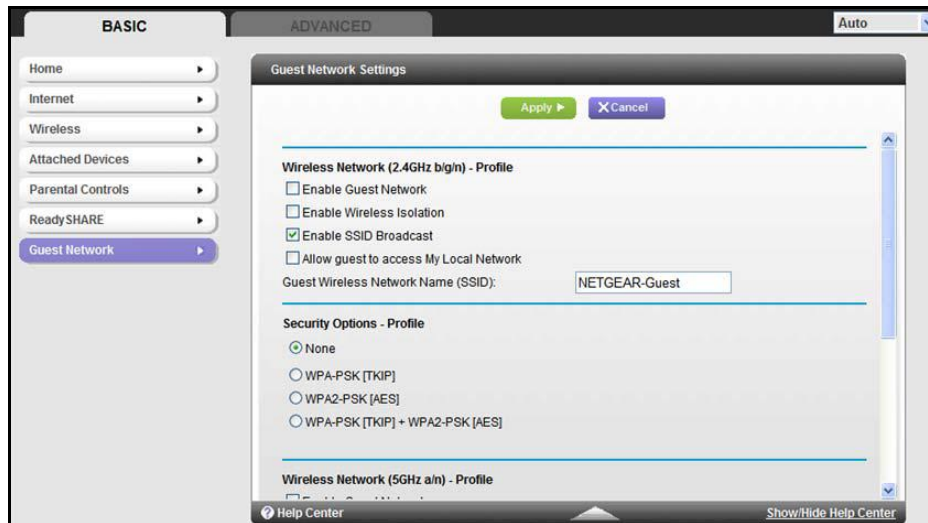 BASIC
ADVANCED
Auto
Home
Internet
Wireless
Attached Devices
Parental Controls
ReadySHARE
Guest Network
Guest Network Settings
Apply
Cancel
Wireless Network (2.4GHz b/g/n) - Profile
Enable Guest Network
Enable Wireless Isolation
Enable SSID Broadcast
Allow guest to access My Local Network
Guest Wireless Network Name (SSID): NETGEAR-Guest
Security Options - Profile
None
WPA-PSK [TKIP]
WPA2-PSK [AES]
WPA-PSK [TKIP] + WPA2-PSK [AES]
Wireless Network (5GHz a/n) - Profile
Help Center Show/Hide Help Center